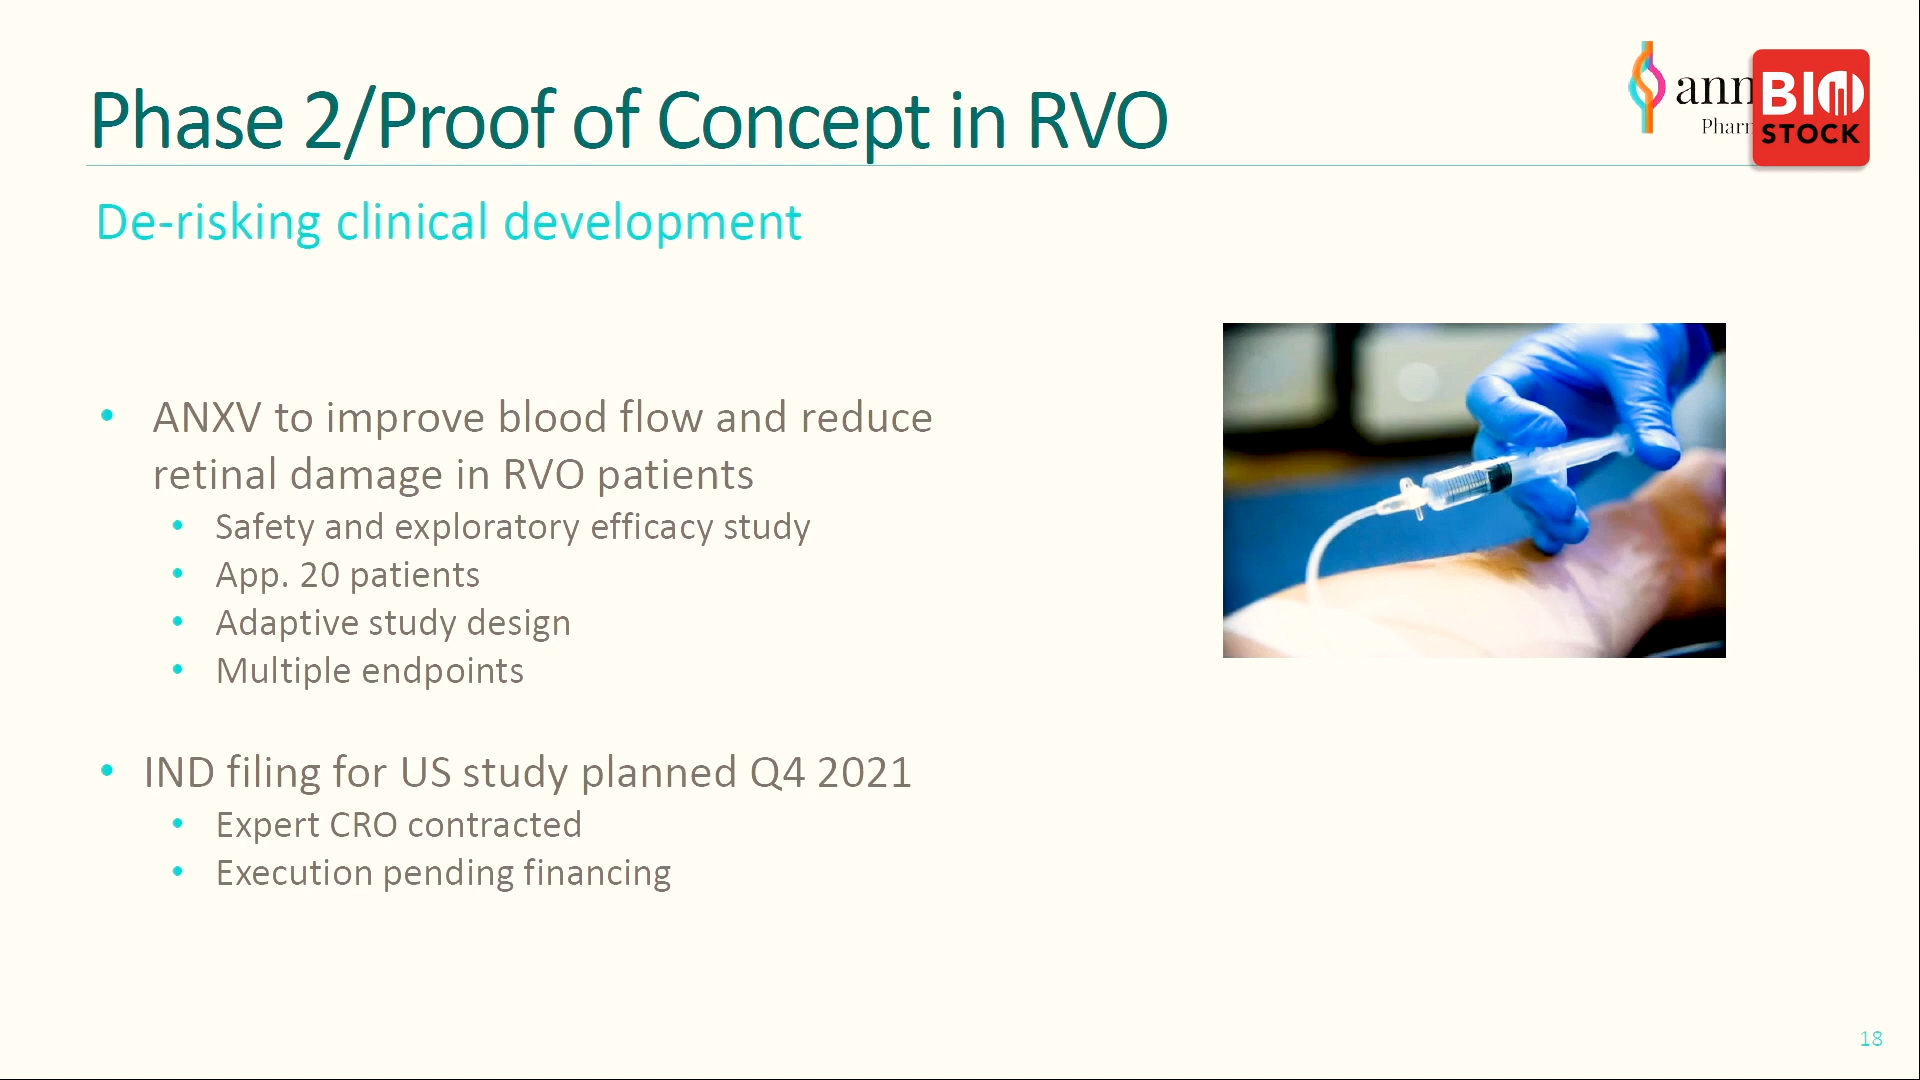 Phase 2/Proof of Concept in RVO
BIO
STOCK
De-risking clinical development
• ANXV to improve blood flow and reduce
retinal damage in RVO patients
• Safety and exploratory efficacy study
• App. 20 patients
• Adaptive study design
• Multiple endpoints
• IND filing for US study planned Q4 2021
• Expert CRO contracted
• Execution pending financing
18